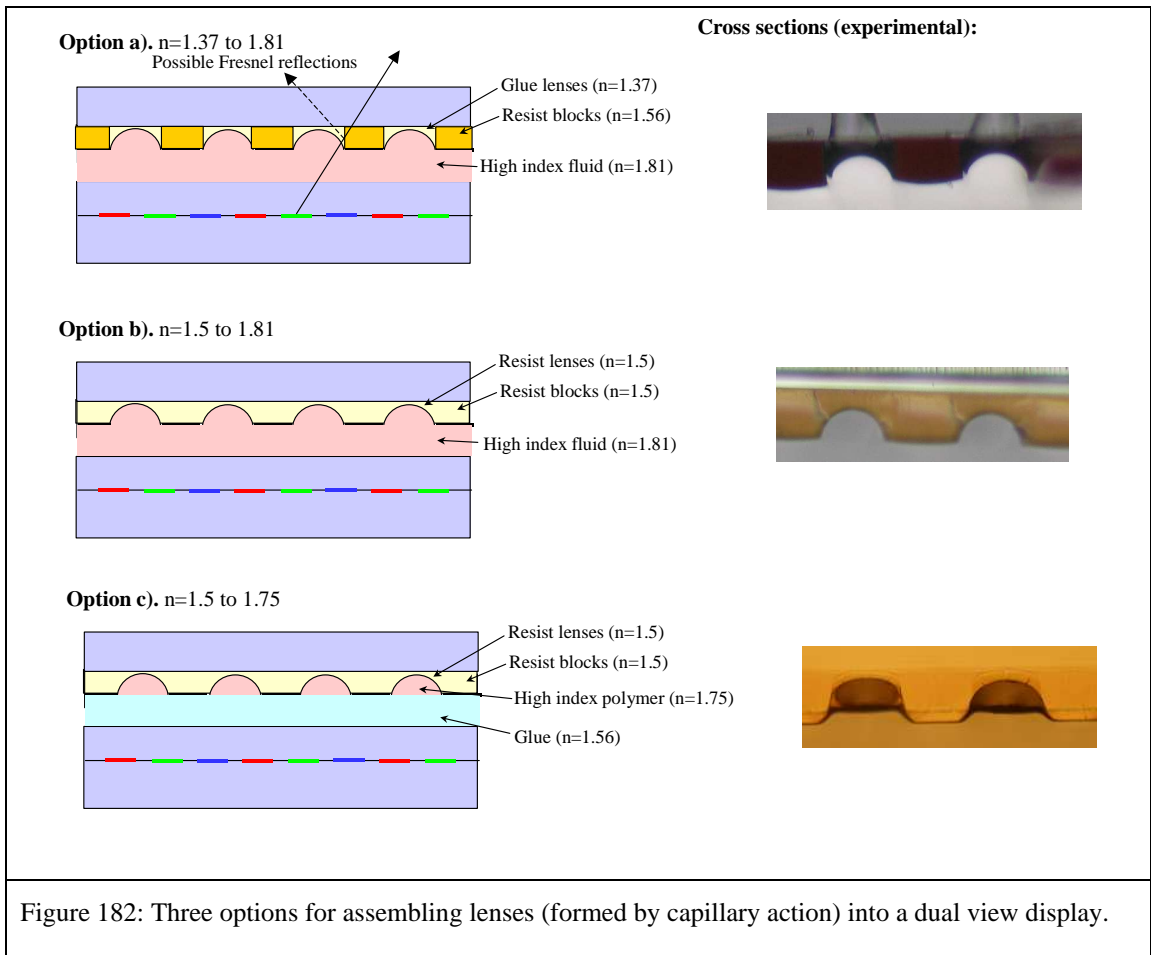 Cross sections (experimental):
Option a). n=1.37 to 1.81
Possible Fresnel reflections
Glue lenses (n=1.37)
Resist blocks (n=1.56)
High index fluid (n=1.81)
Option b). n=1.5 to 1.81
Resist lenses (n=1.5)
Resist blocks (n=1.5)
High index fluid (n=1.81)
Option c). n=1.5 to 1.75
Resist lenses (n=1.5)
Resist blocks (n=1.5)
High index polymer (n=1.75)
Glue (n=1.56)
Figure 182: Three options for assembling lenses (formed by capillary action) into a dual view display.